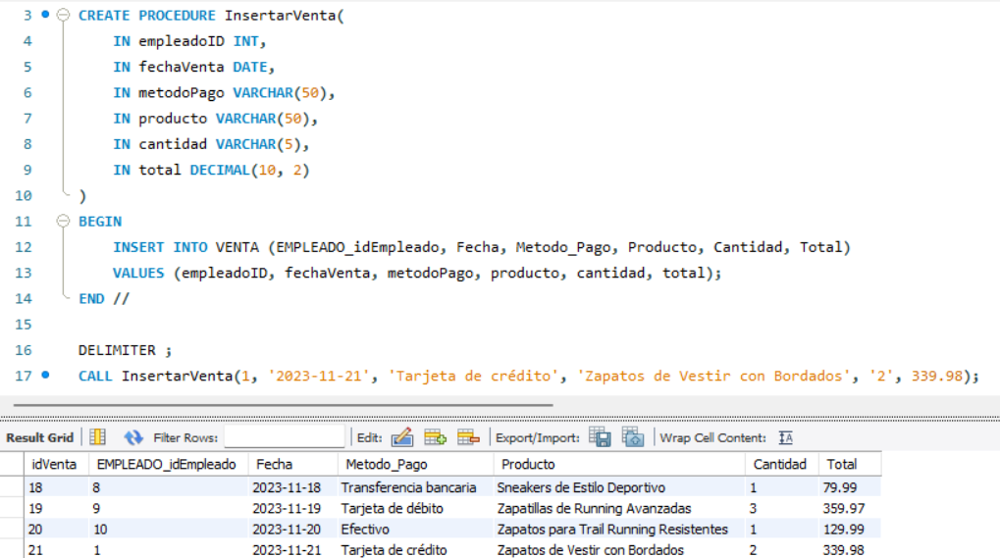 3 CREATE PROCEDURE InsertarVenta(
4 IN empleadoID INT,
5 IN fechaVenta DATE,
6 IN metodoPago VARCHAR(50),
7 IN producto VARCHAR(50),
8 IN cantidad VARCHAR(5),
9 IN total DECIMAL(10, 2)
10 )
11 BEGIN
12 INSERT INTO VENTA (EMPLEADO_idEmpleado, Fecha, Metodo_Pago, Producto, Cantidad, Total)
13 VALUES (empleadoID, fechaVenta, metodoPago, producto, cantidad, total);
14 END //
15
16 DELIMITER ;
17 CALL InsertarVenta(1, '2023-11-21', 'Tarjeta de crédito', 'Zapatos de Vestir con Bordados', '2', 339.98);
Result Grid Filter Rows: Edit: Export/Import: Wrap Cell Content: IA
idVenta EMPLEADO_idEmpleado Fecha Metodo_Pago Producto Cantidad Total
18 8 2023-11-18 Transferencia bancaria Sneakers de Estilo Deportivo 1 79.99
19 9 2023-11-19 Tarjeta de débito Zapatillas de Running Avanzadas 3 359.97
20 10 2023-11-20 Efectivo Zapatos para Trail Running Resistentes 1 129.99
21 1 2023-11-21 Tarjeta de crédito Zapatos de Vestir con Bordados 2 339.98